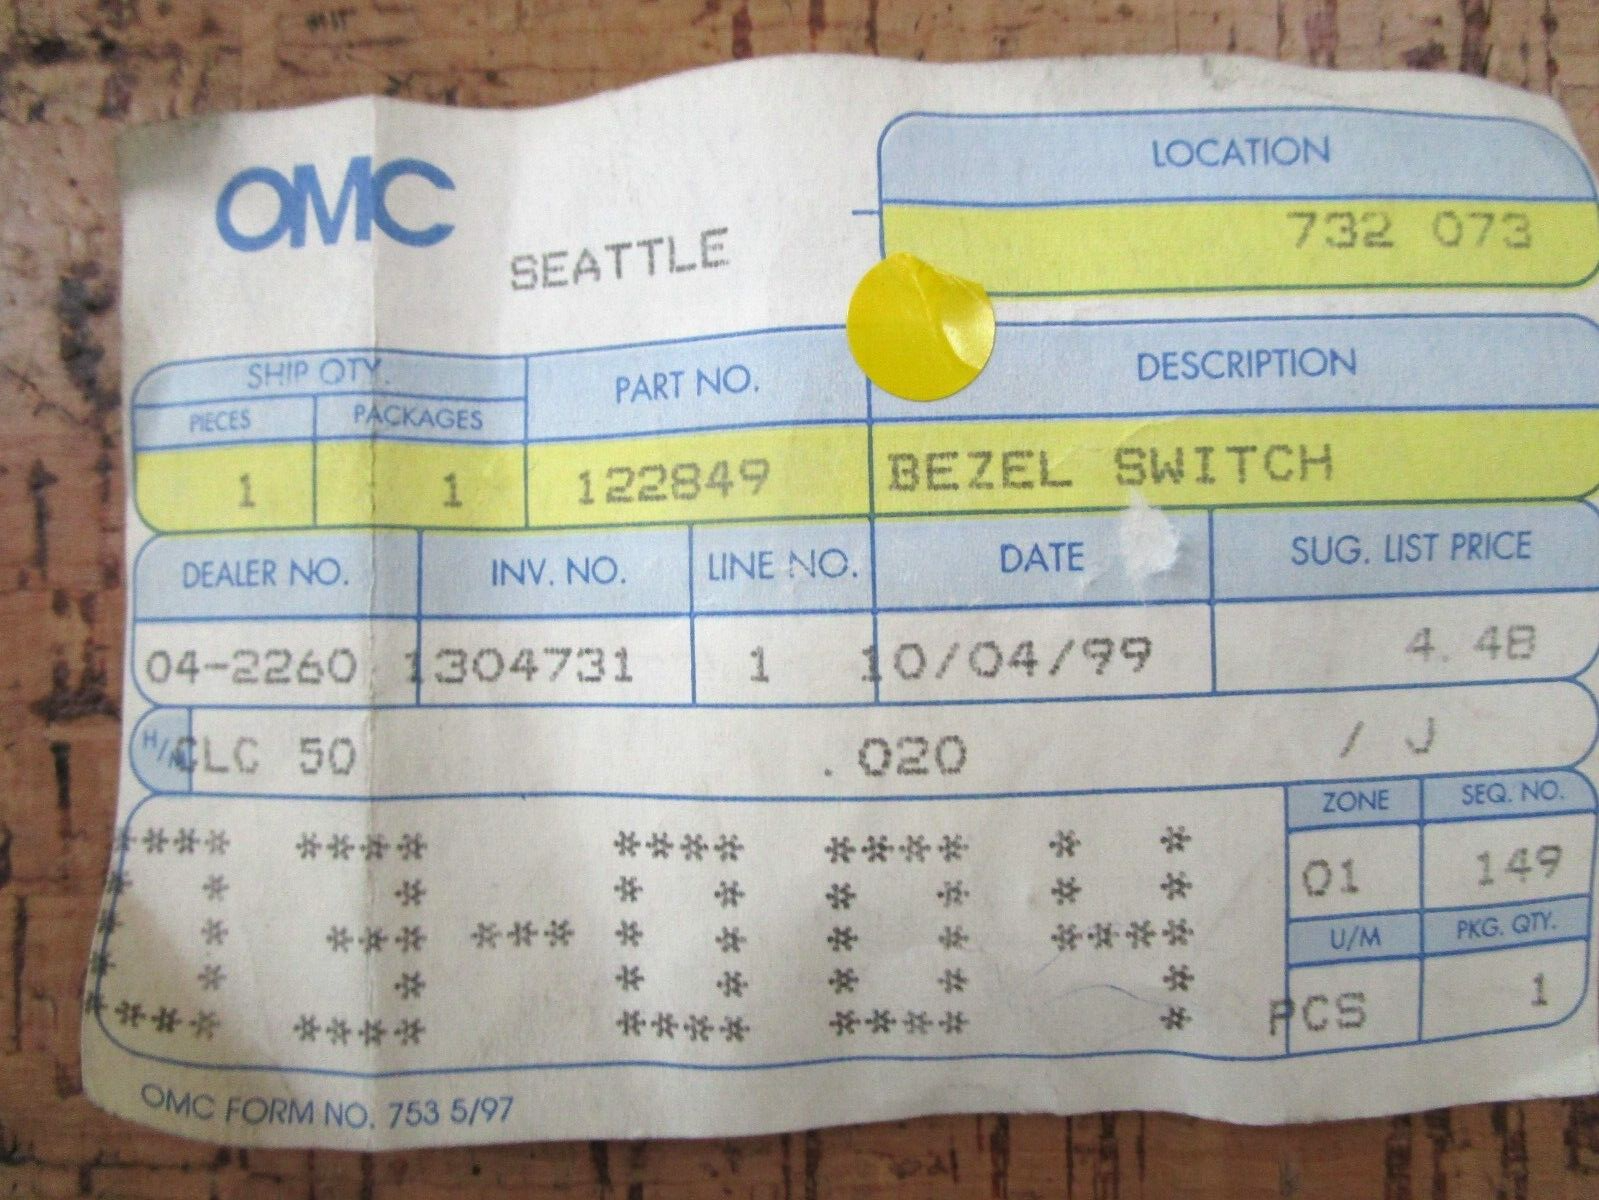 OMC
SEATTLE
LOCATION
732 073
SHIP QTY.
PIECES PACKAGES PART NO. DESCRIPTION
1 1 122849 BEZEL SWITCH
DEALER NO. INV. NO. LINE NO. DATE SUG. LIST PRICE
04-2260 1304731 1 10/04/99 4.48
H/M CLC 50 .020 / J
ZONE SEQ. NO.
01 149
U/M PKG. QTY.
PCS 1
**** **** **** **** * *
* * * * * * * * *
* * *** *** * * * * ****
* * * * * * * *
**** **** **** **** *
OMC FORM NO. 753 5/97